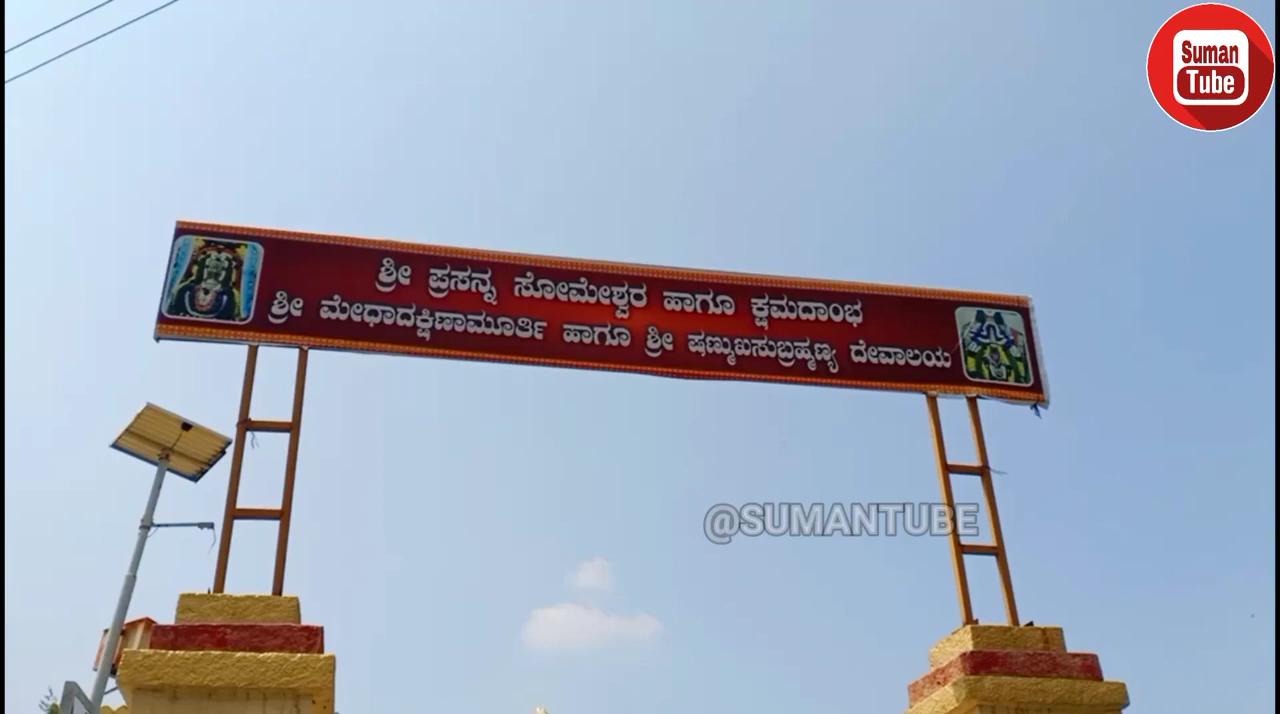 Suman
Tube
ಶ್ರೀ ಪ್ರಸನ್ನ ಸೋಮೇಶ್ವರ ಹಾಗೂ ಕ್ಷಮದಾಂಭ
ಶ್ರೀ ಮೇಧಾದಕ್ಷಿಣಾಮೂರ್ತಿ ಹಾಗೂ ಶ್ರೀ ಷಣ್ಮುಖಸುಬ್ರಹ್ಮಣ್ಯ ದೇವಾಲಯ
@SUMANTUBE